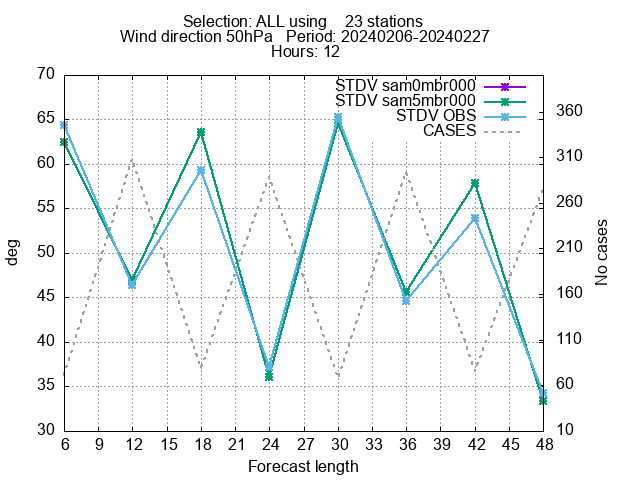 Selection: ALL using    23 stations
Wind direction 50hPa   Period: 20240206-20240227
Hours: 12
STDV sam0mbr000
STDV sam5mbr000
STDV OBS
CASES
70
65
60
55
50
45
40
35
30
deg
360
310
260
210
160
110
60
10
No cases
6 9 12 15 18 21 24 27 30 33 36 39 42 45 48
Forecast length